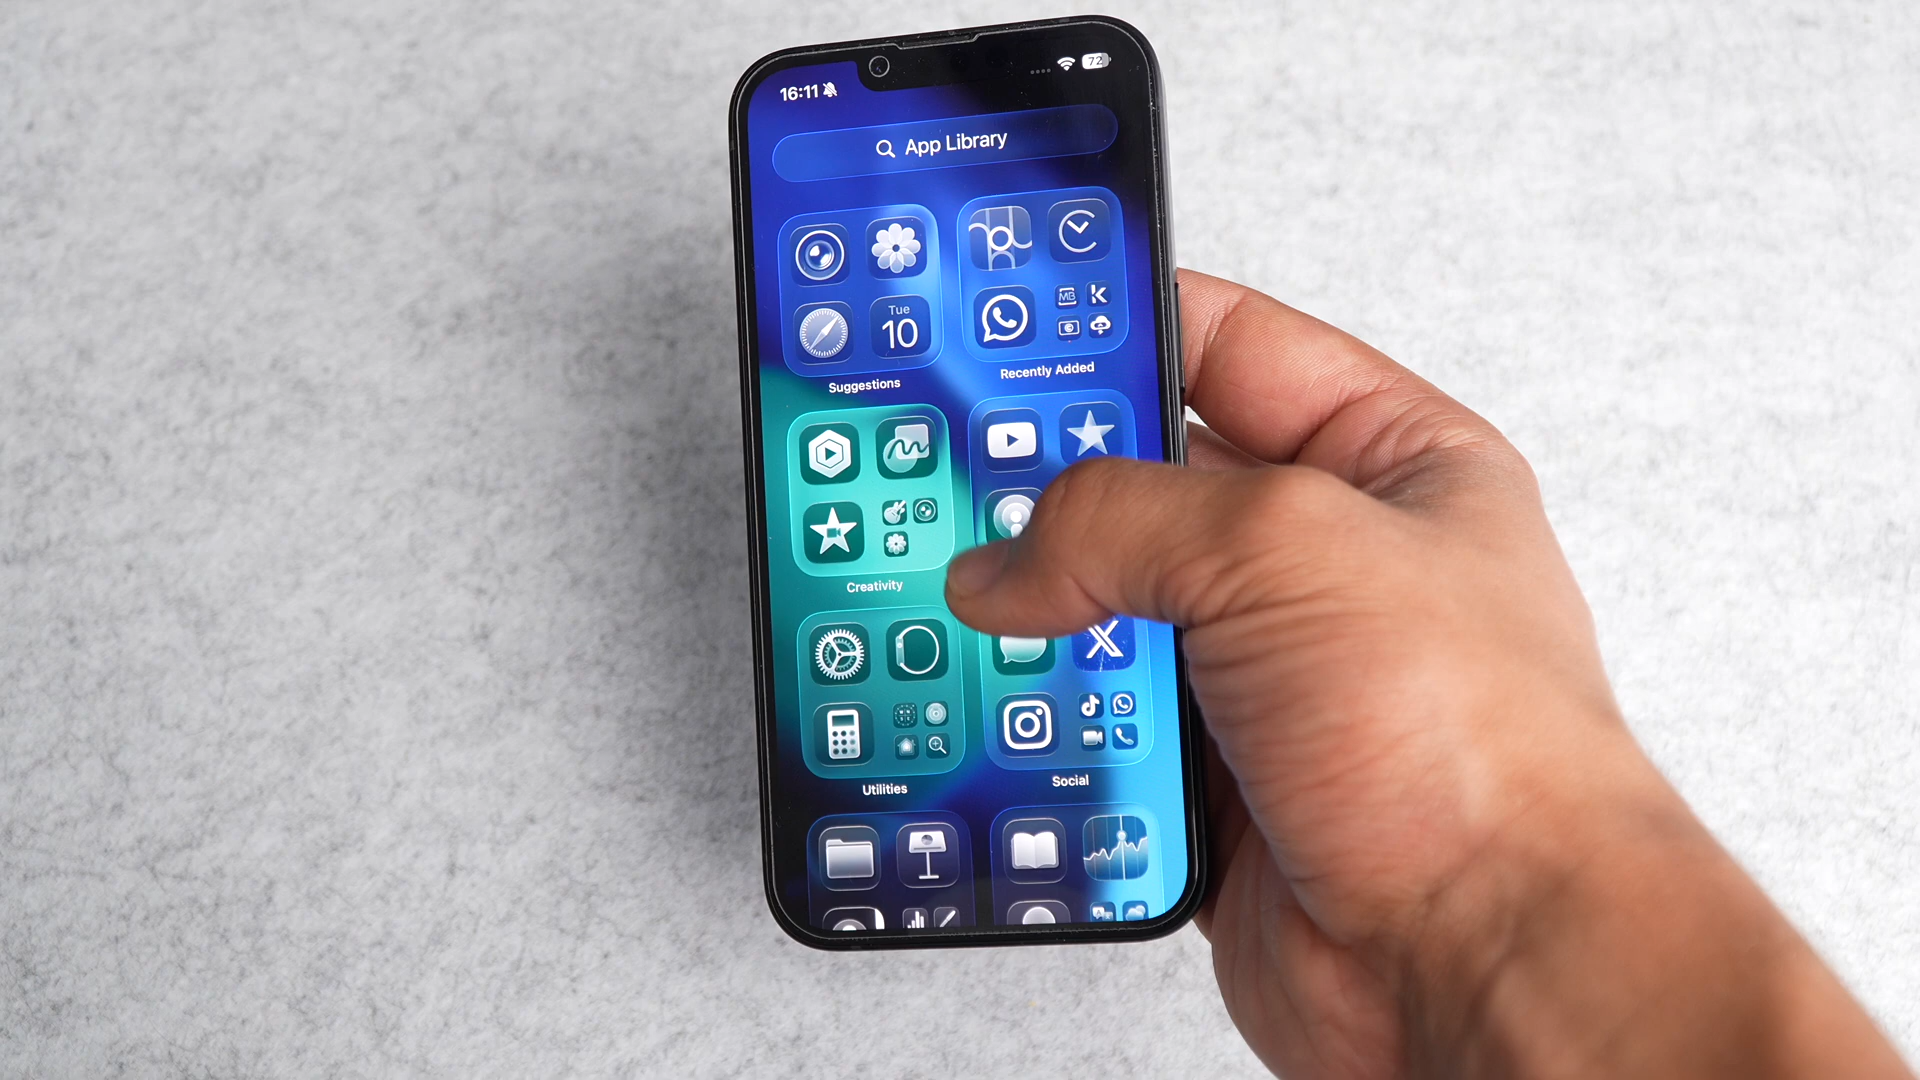 16:11
72
App Library
Tue
10
MB
Suggestions
Recently Added
Creativity
Utilities
Social